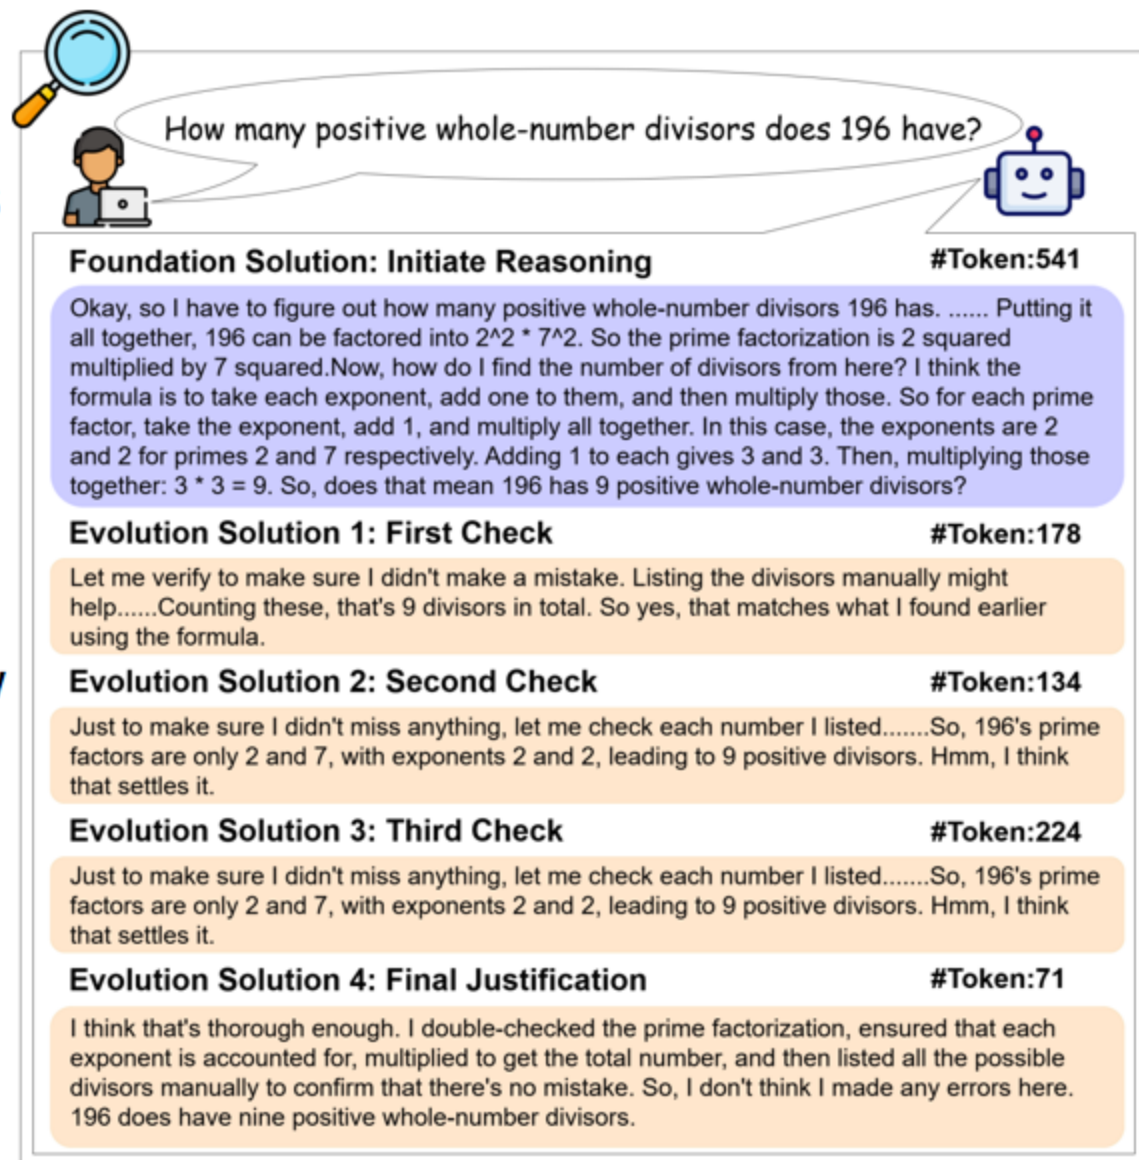 How many positive whole-number divisors does 196 have?
Foundation Solution: Initiate Reasoning #Token:541
Okay, so I have to figure out how many positive whole-number divisors 196 has. ...... Putting it
all together, 196 can be factored into 2^2 * 7^2. So the prime factorization is 2 squared
multiplied by 7 squared.Now, how do I find the number of divisors from here? I think the
formula is to take each exponent, add one to them, and then multiply those. So for each prime
factor, take the exponent, add 1, and multiply all together. In this case, the exponents are 2
and 2 for primes 2 and 7 respectively. Adding 1 to each gives 3 and 3. Then, multiplying those
together: 3 * 3 = 9. So, does that mean 196 has 9 positive whole-number divisors?
Evolution Solution 1: First Check #Token:178
Let me verify to make sure I didn't make a mistake. Listing the divisors manually might
help......Counting these, that's 9 divisors in total. So yes, that matches what I found earlier
using the formula.
Evolution Solution 2: Second Check #Token:134
Just to make sure I didn't miss anything, let me check each number I listed.......So, 196's prime
factors are only 2 and 7, with exponents 2 and 2, leading to 9 positive divisors. Hmm, I think
that settles it.
Evolution Solution 3: Third Check #Token:224
Just to make sure I didn't miss anything, let me check each number I listed.......So, 196's prime
factors are only 2 and 7, with exponents 2 and 2, leading to 9 positive divisors. Hmm, I think
that settles it.
Evolution Solution 4: Final Justification #Token:71
I think that's thorough enough. I double-checked the prime factorization, ensured that each
exponent is accounted for, multiplied to get the total number, and then listed all the possible
divisors manually to confirm that there's no mistake. So, I don't think I made any errors here.
196 does have nine positive whole-number divisors.